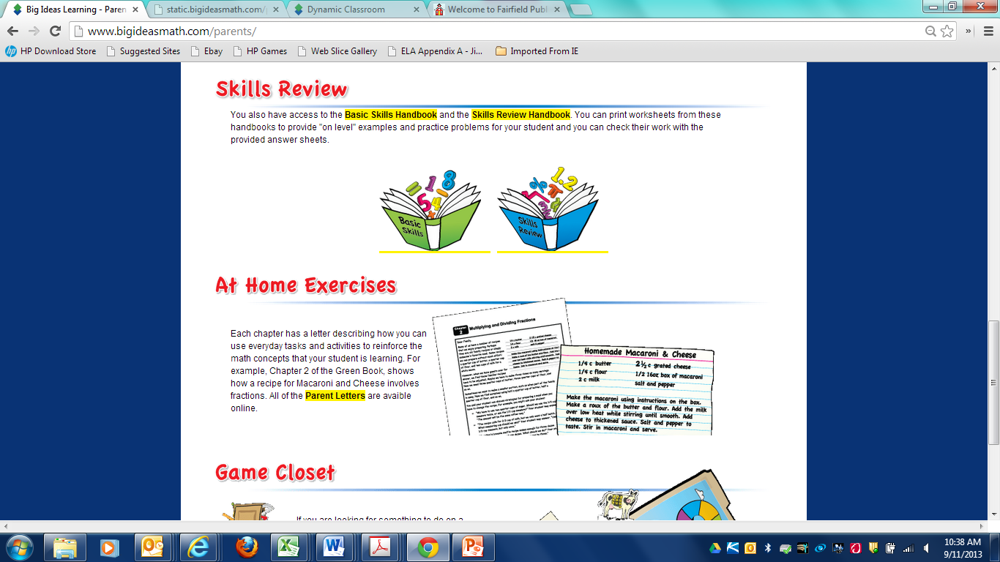 Big Ideas Learning - Paren
static.bigideasmath.com/p
Dynamic Classroom
Welcome to Fairfield Publ
www.bigideasmath.com/parents/
HP Download Store
Suggested Sites
Ebay
HP Games
Web Slice Gallery
ELA Appendix A - Ji...
Imported From IE
Skills Review
You also have access to the Basic Skills Handbook and the Skills Review Handbook. You can print worksheets from these
handbooks to provide "on level" examples and practice problems for your student and you can check their work with the
provided answer sheets.
Basic
Skills
Skills
Review
At Home Exercises
Each chapter has a letter describing how you can
use everyday tasks and activities to reinforce the
math concepts that your student is learning. For
example, Chapter 2 of the Green Book, shows
how a recipe for Macaroni and Cheese involves
fractions. All of the Parent Letters are avaible
online.
Chapter
2
Multiplying and Dividing Fractions
Homemade Macaroni & Cheese
1/4 c butter
2 1/2 c grated cheese
1/4 c flour
1/2 16oz box of macaroni
2 c milk
salt and pepper
Make the macaroni using instructions on the box.
Make a roux of the butter and flour. Add the milk
over low heat while stirring until smooth. Add
cheese to thickened sauce. Salt and pepper to
taste. Stir in macaroni and serve.
Game Closet
If you are looking for something to do on a
10:38 AM
9/11/2013